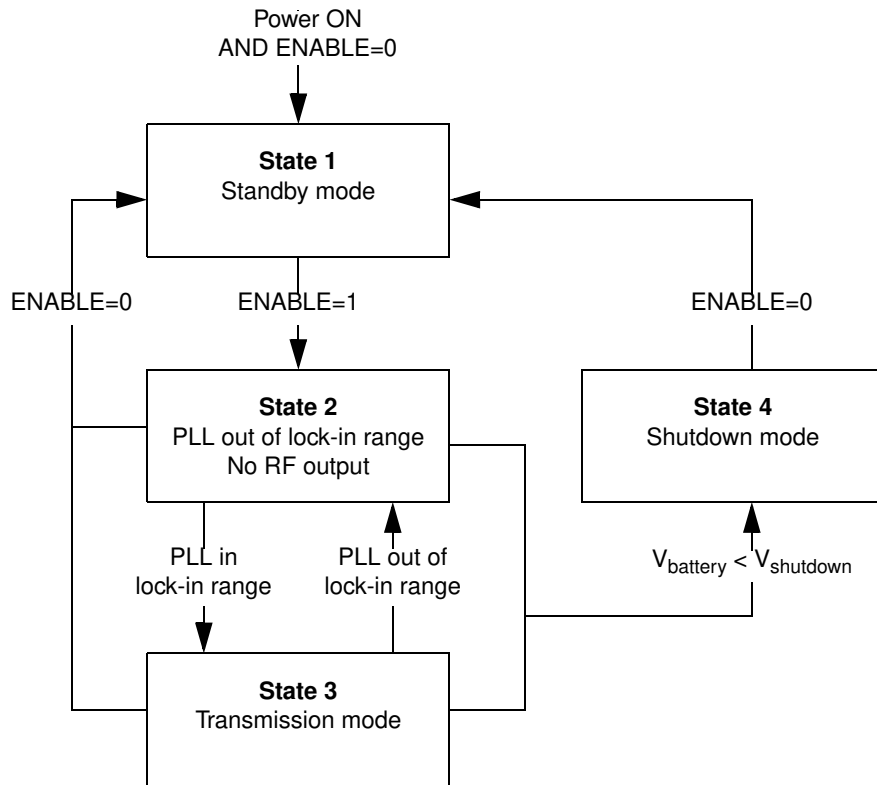 Power ON
AND ENABLE=0
State 1
Standby mode
ENABLE=0
ENABLE=1
ENABLE=0
State 2
PLL out of lock-in range
No RF output
State 4
Shutdown mode
PLL in
lock-in range
PLL out of
lock-in range
Vbattery < Vshutdown
State 3
Transmission mode